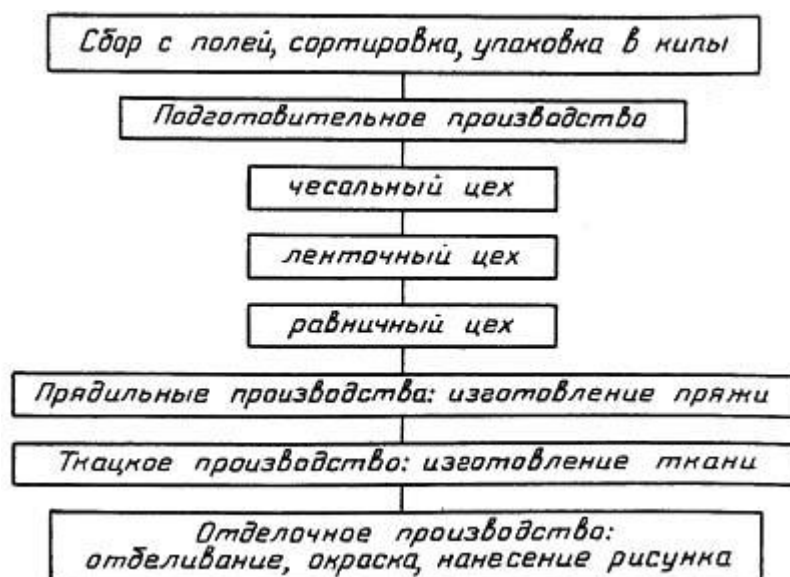 Сбор с полей, сортировка, упаковка в кипы
Подготовительное производство
чесальный цех
ленточный цех
равничный цех
Прядильные производства: изготовление пряжи
Ткацкое производство: изготовление ткани
Отделочное производство:
отбеливание, окраска, нанесение рисунка